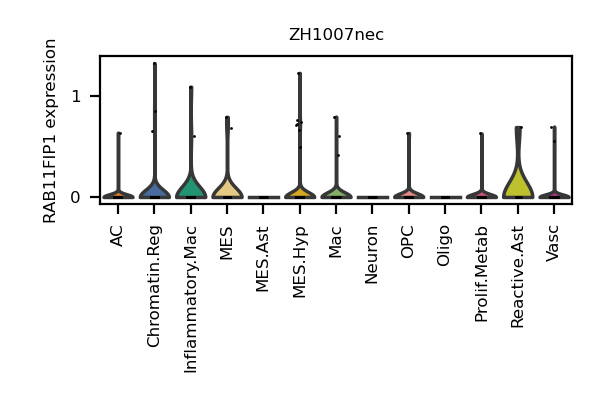 ZH1007nec
RAB11FIP1 expression
1
0
AC
Chromatin.Reg
Inflammatory.Mac
MES
MES.Ast
MES.Hyp
Mac
Neuron
OPC
Oligo
Prolif.Metab
Reactive.Ast
Vasc